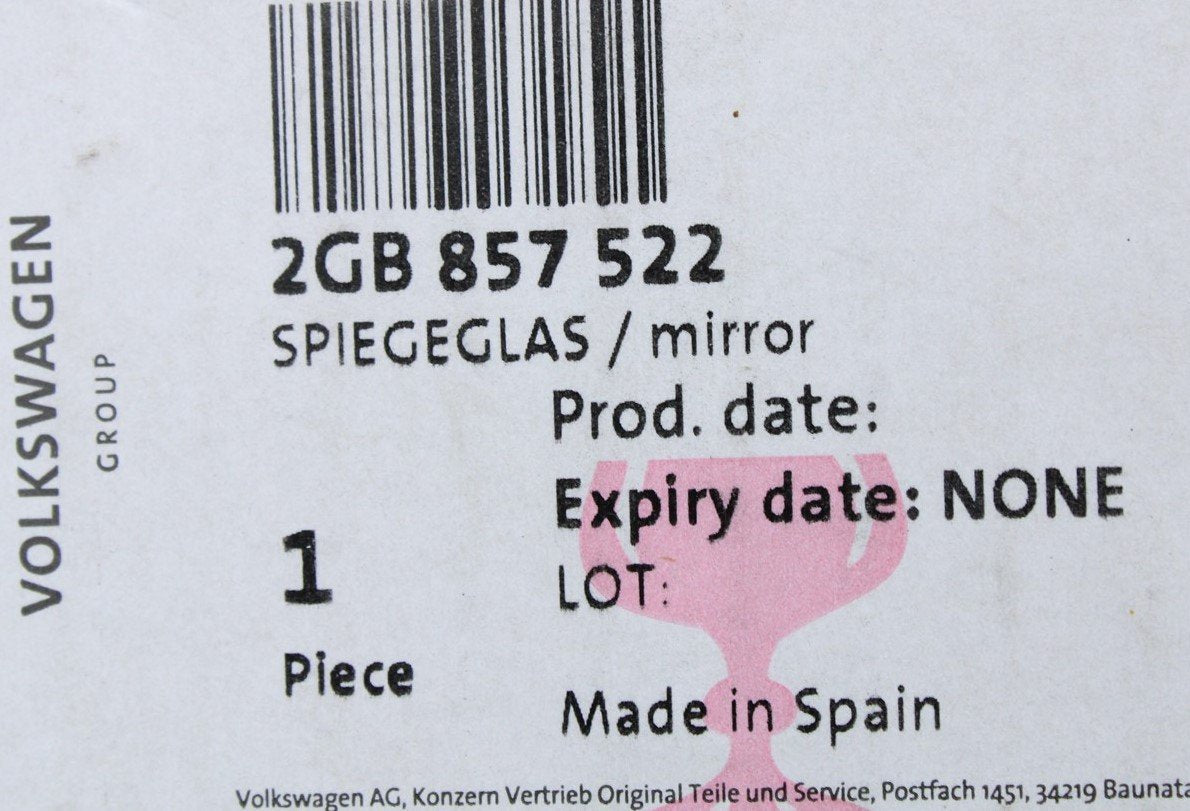 VOLKSWAGEN
GROUP
2GB 857 522
SPIEGEGLAS / mirror
Prod. date:
Expiry date: NONE
LOT:
1
Piece
Made in Spain
Volkswagen AG, Konzern Vertrieb Original Teile und Service, Postfach 1451, 34219 Baunata